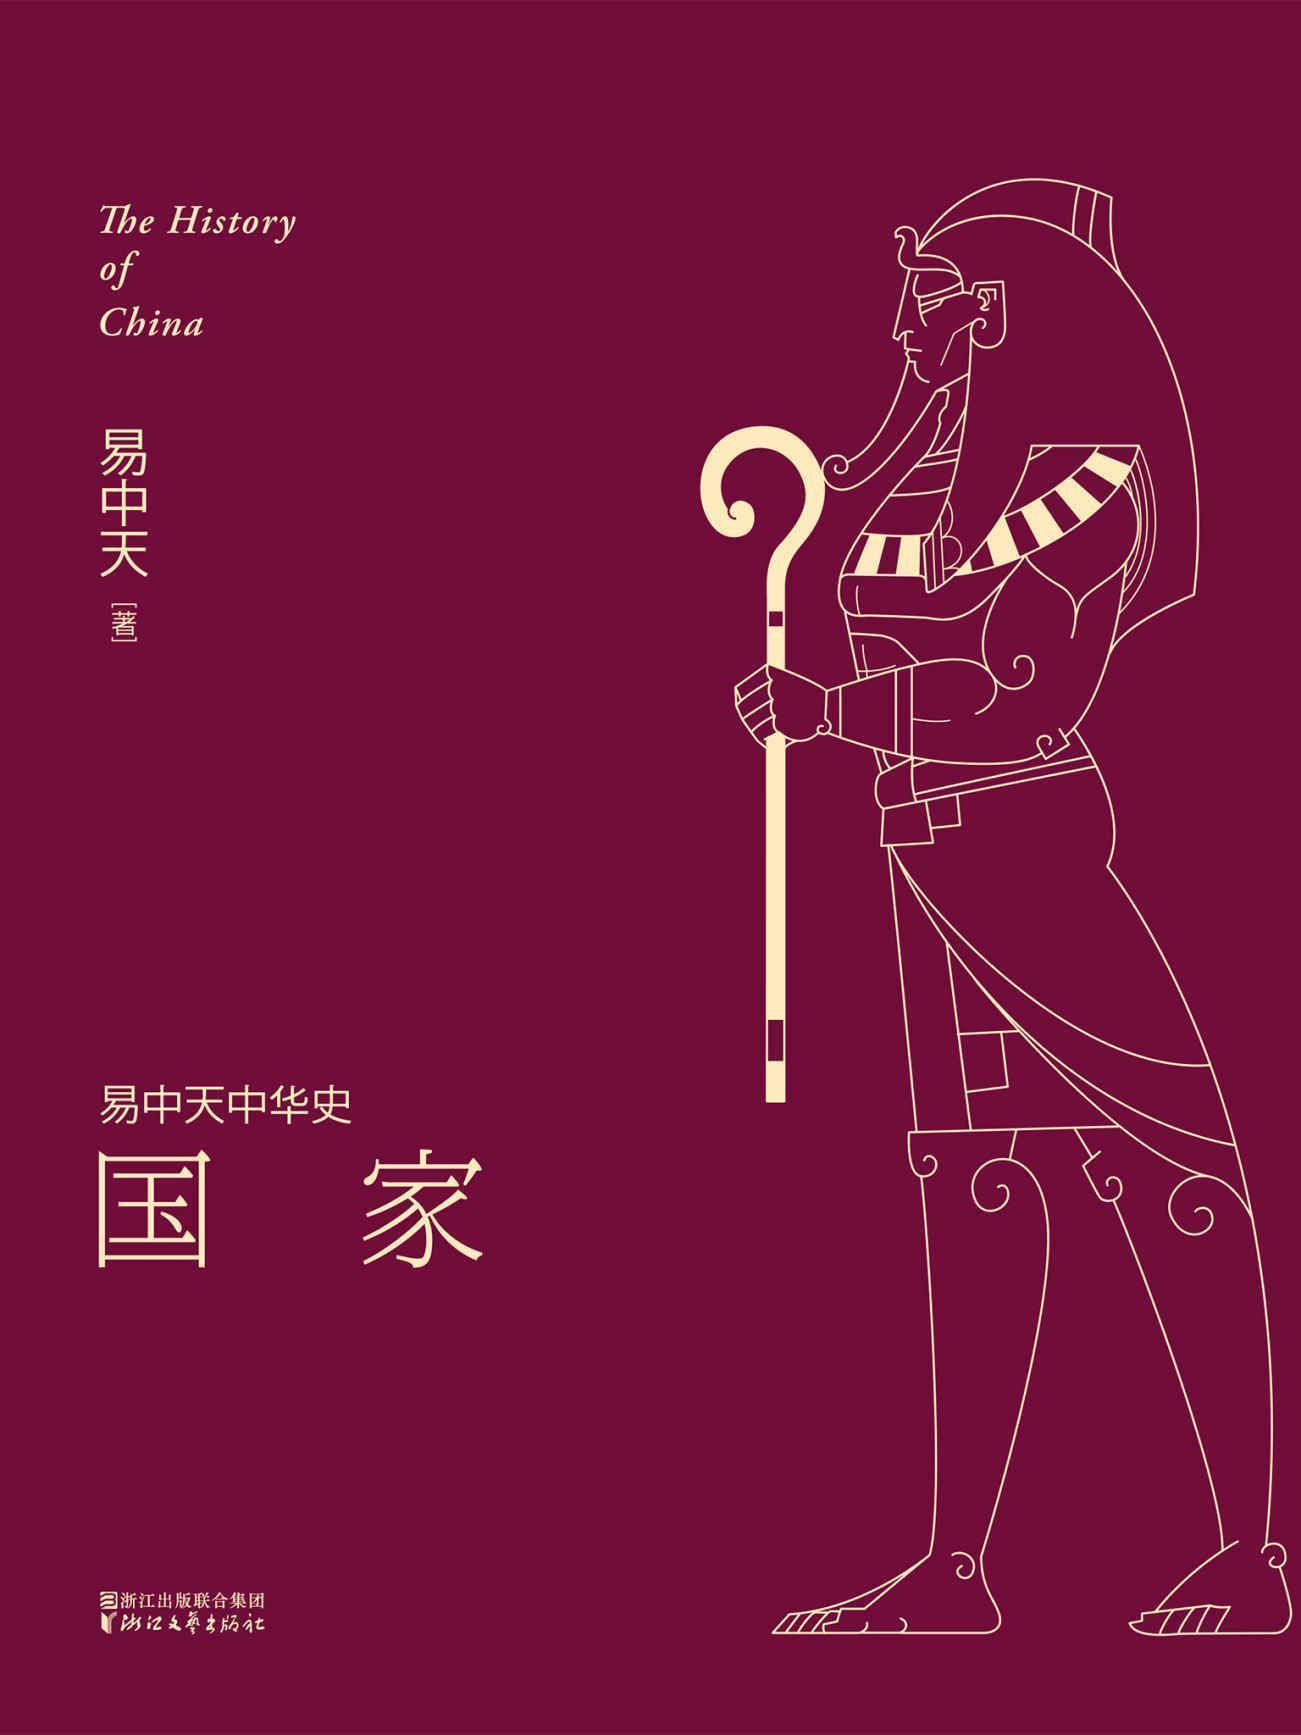 The History
of
China
易中天
[著]
易中天中华史
国家
浙江出版联合集团
浙江文艺出版社